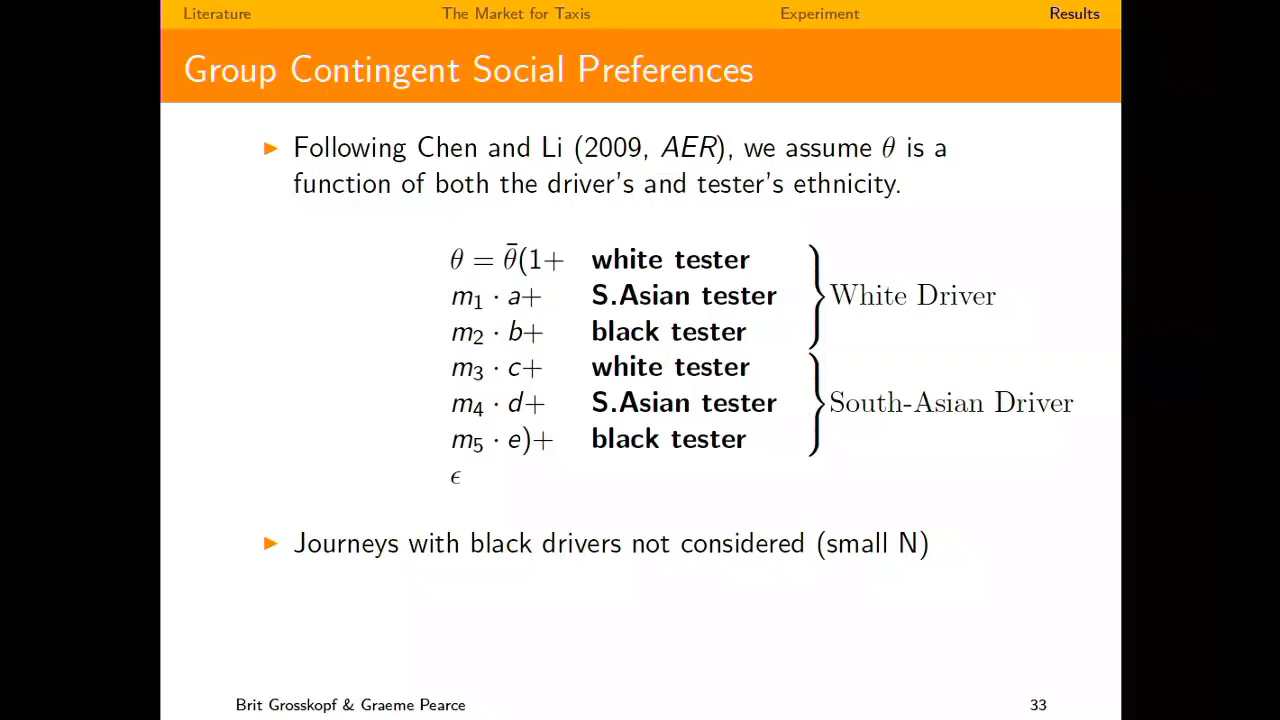 Literature The Market for Taxis Experiment Results
Group Contingent Social Preferences
Following Chen and Li (2009, AER), we assume θ is a
function of both the driver's and tester's ethnicity.
θ = θ̄(1+ white tester
m₁ · a+ S.Asian tester White Driver
m₂ · b+ black tester
m₃ · c+ white tester
m₄ · d+ S.Asian tester South-Asian Driver
m₅ · e)+ black tester
ϵ
Journeys with black drivers not considered (small N)
Brit Grosskopf & Graeme Pearce 33